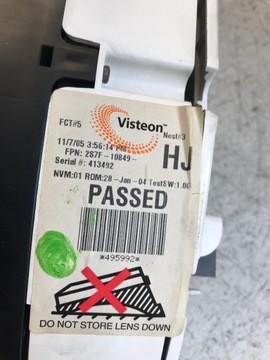 FCT#5 Visteon Nest#3
11/7/05 3:56:14 PM
FPN: 2S7F-10849- HJ
Serial #: 413492
NVM:01 ROM:28-Jan-04 TestSW:1.00
PASSED
*495992*
DO NOT STORE LENS DOWN